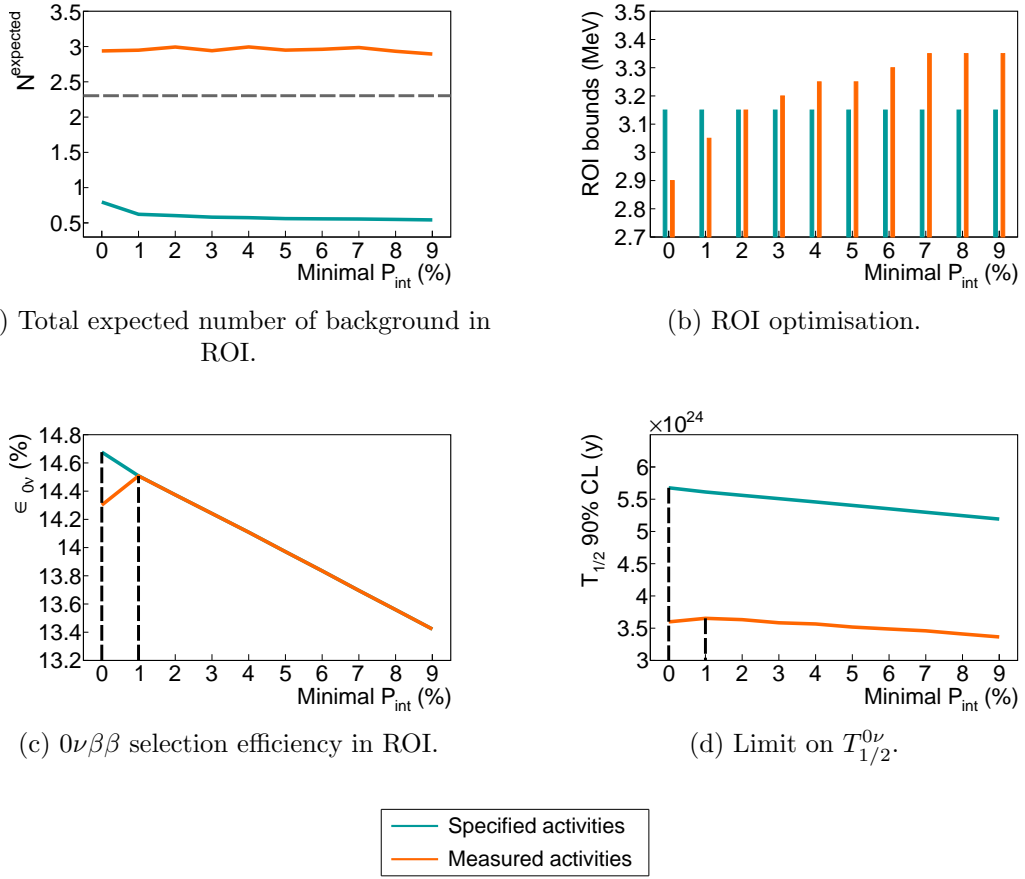 N^expected
3.5
3
2.5
2
1.5
1
0.5
0 1 2 3 4 5 6 7 8 9
Minimal P_int (%)
) Total expected number of background in
ROI.
ROI bounds (MeV)
3.5
3.4
3.3
3.2
3.1
3
2.9
2.8
2.7
0 1 2 3 4 5 6 7 8 9
Minimal P_int (%)
(b) ROI optimisation.
ϵ_0ν (%)
14.8
14.6
14.4
14.2
14
13.8
13.6
13.4
13.2
0 1 2 3 4 5 6 7 8 9
Minimal P_int (%)
(c) 0νββ selection efficiency in ROI.
×10^24
T_1/2 90% CL (y)
6
5.5
5
4.5
4
3.5
3
0 1 2 3 4 5 6 7 8 9
Minimal P_int (%)
(d) Limit on T_1/2^0ν.
Specified activities
Measured activities